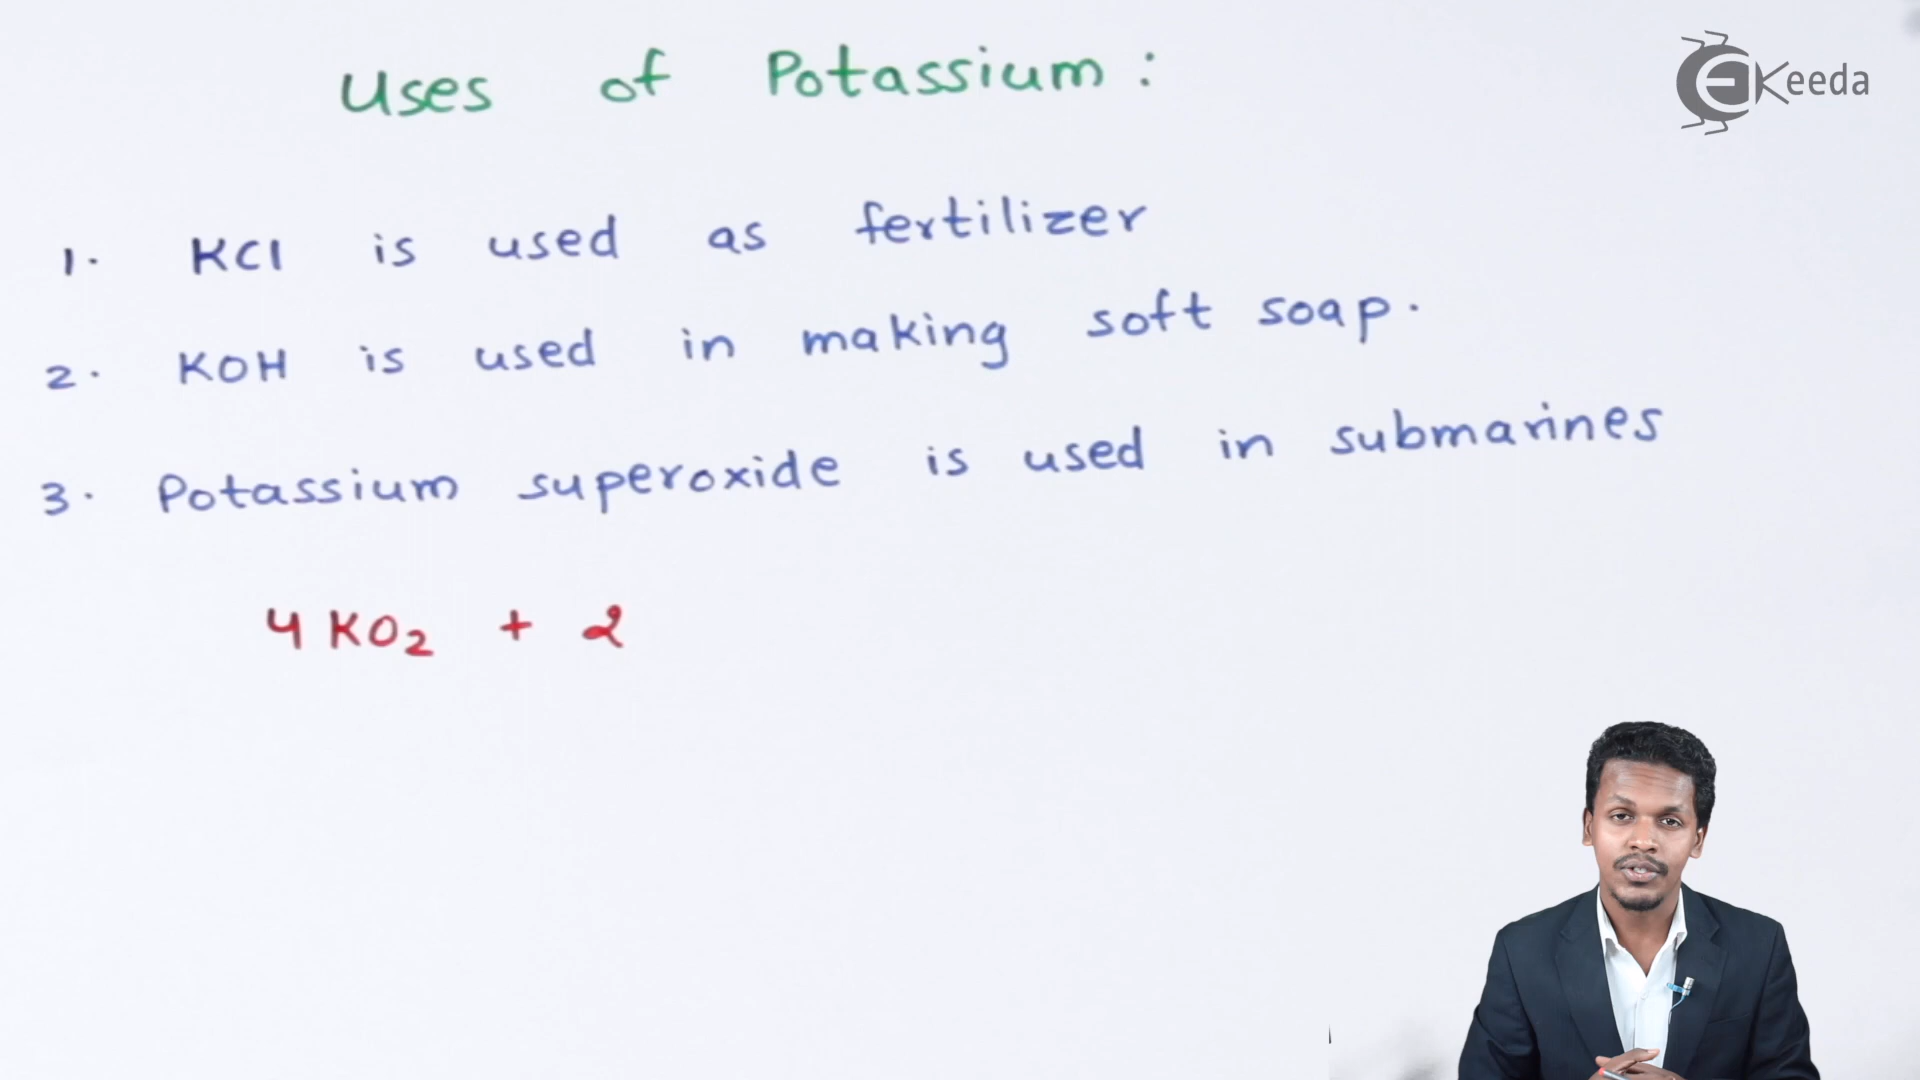 Uses of Potassium:
EKeeda
1. KCl is used as fertilizer
2. KOH is used in making soft soap.
3. Potassium superoxide is used in submarines
4 KO₂ + 2